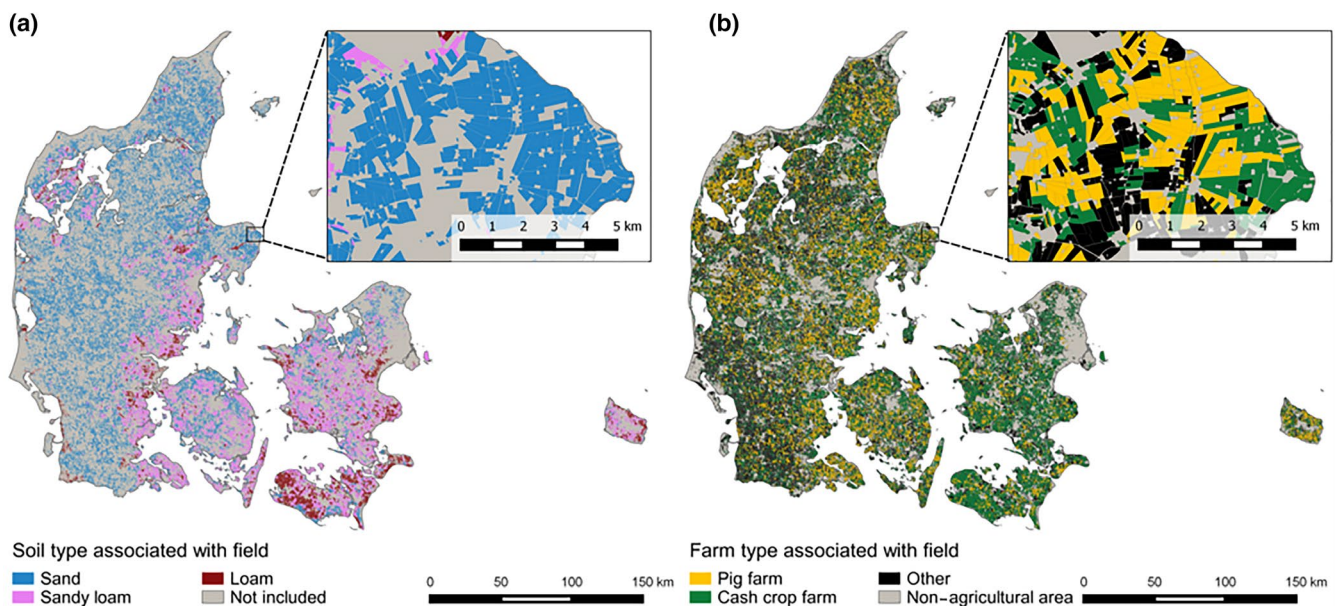 (a)
0 1 2 3 4 5 km
Soil type associated with field
Sand
Loam
Sandy loam
Not included
0 50 100 150 km
(b)
0 1 2 3 4 5 km
Farm type associated with field
Pig farm
Other
Cash crop farm
Non-agricultural area
0 50 100 150 km